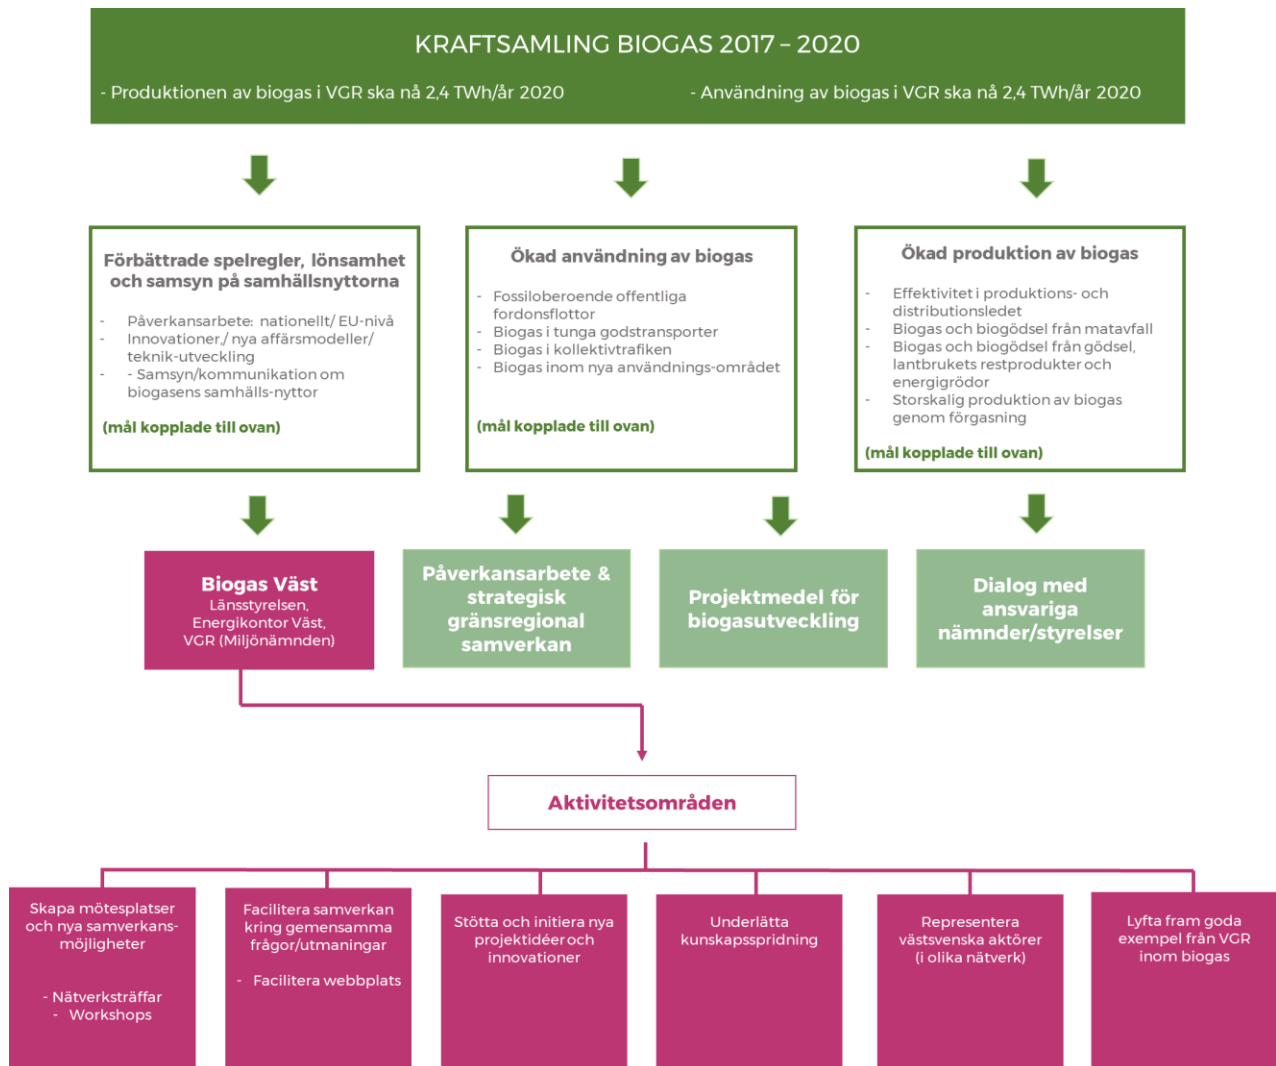 KRAFTSAMLING BIOGAS 2017 – 2020
- Produktionen av biogas i VGR ska nå 2,4 TWh/år 2020
- Användning av biogas i VGR ska nå 2,4 TWh/år 2020
Förbättrade spelregler, lönsamhet
och samsyn på samhällsnyttorna
- Påverkansarbete: nationellt/ EU-nivå
- Innovationer,/ nya affärsmodeller/
teknik-utveckling
- - Samsyn/kommunikation om
biogasens samhälls-nyttor
(mål kopplade till ovan)
Ökad användning av biogas
- Fossiloberoende offentliga
fordonsflottor
- Biogas i tunga godstransporter
- Biogas i kollektivtrafiken
- Biogas inom nya användnings-området
(mål kopplade till ovan)
Ökad produktion av biogas
- Effektivitet i produktions- och
distributionsledet
- Biogas och biogödsel från matavfall
- Biogas och biogödsel från gödsel,
lantbrukets restprodukter och
energigrödor
- Storskalig produktion av biogas
genom förgasning
(mål kopplade till ovan)
Biogas Väst
Länsstyrelsen,
Energikontor Väst,
VGR (Miljönämnden)
Påverkansarbete &
strategisk
gränsregional
samverkan
Projektmedel för
biogasutveckling
Dialog med
ansvariga
nämnder/styrelser
Aktivitetsområden
Skapa mötesplatser
och nya samverkans-
möjligheter
- Nätverksträffar
- Workshops
Facilitera samverkan
kring gemensamma
frågor/utmaningar
- Facilitera webbplats
Stötta och initiera nya
projektidéer och
innovationer
Underlätta
kunskapsspridning
Representera
västsvenska aktörer
(i olika nätverk)
Lyfta fram goda
exempel från VGR
inom biogas